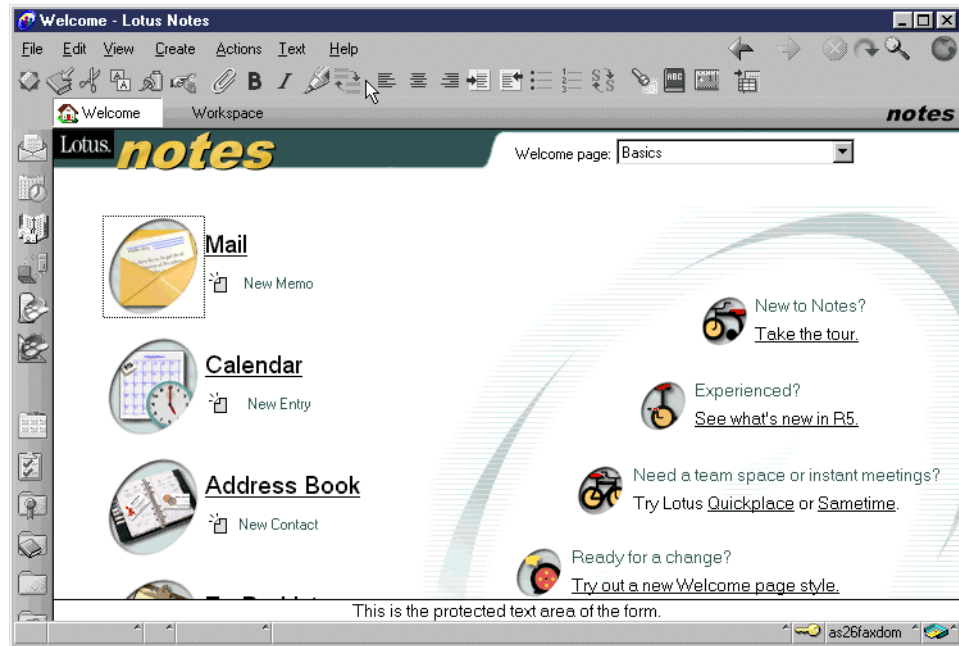 Welcome - Lotus Notes
File Edit View Create Actions Text Help
B I ABC
Welcome Workspace notes
Lotus. notes
Welcome page: Basics
Mail
New Memo
Calendar
New Entry
Address Book
New Contact
New to Notes?
Take the tour.
Experienced?
See what's new in R5.
Need a team space or instant meetings?
Try Lotus Quickplace or Sametime.
Ready for a change?
Try out a new Welcome page style.
This is the protected text area of the form.
as26faxdom